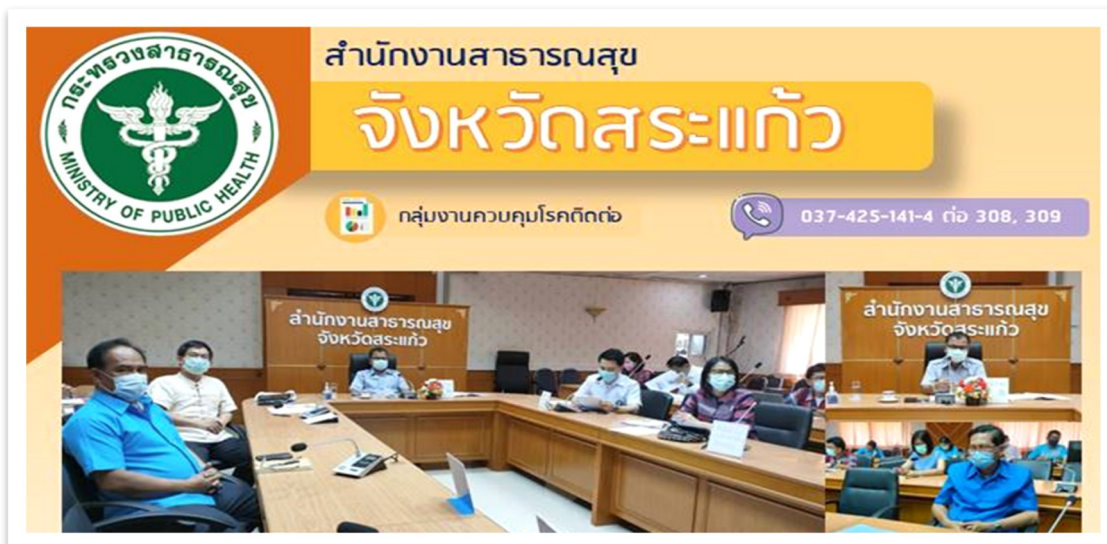 กระทรวงสาธารณสุข
MINISTRY OF PUBLIC HEALTH
สำนักงานสาธารณสุข
จังหวัดสระแก้ว
กลุ่มงานควบคุมโรคติดต่อ
037-425-141-4 ต่อ 308, 309
สำนักงานสาธารณสุข
จังหวัดสระแก้ว
สำนักงานสาธารณสุข
จังหวัดสระแก้ว